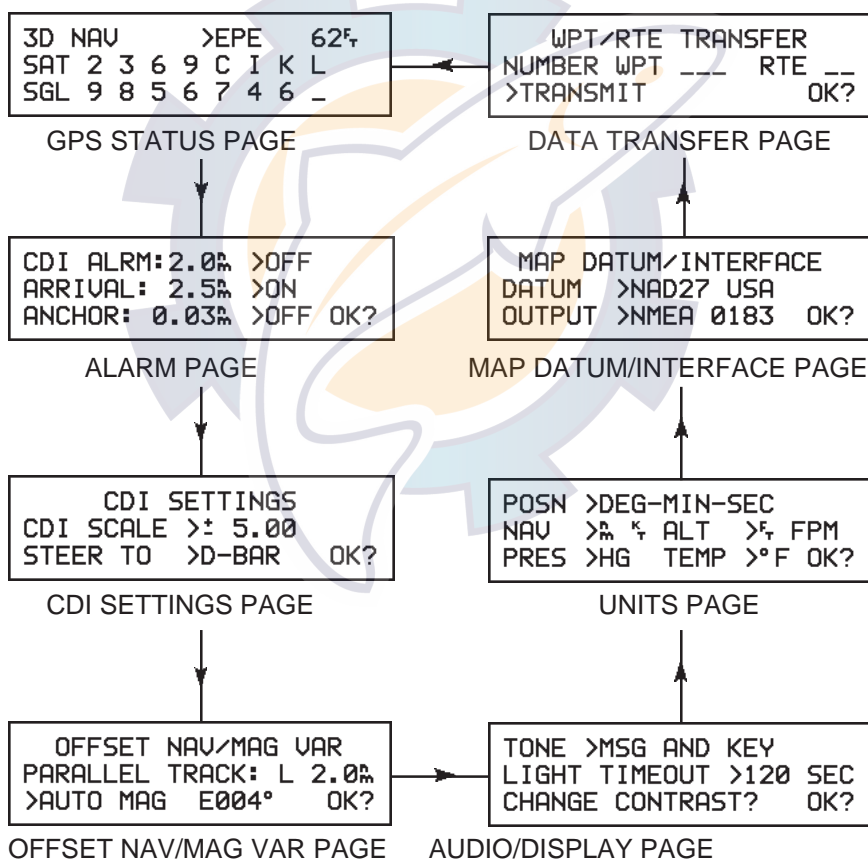 3D NAV >EPE 62Ft
SAT 2 3 6 9 C I K L
SGL 9 8 5 6 7 4 6 _
GPS STATUS PAGE
WPT/RTE TRANSFER
NUMBER WPT ___ RTE __
>TRANSMIT OK?
DATA TRANSFER PAGE
CDI ALRM:2.0nm >OFF
ARRIVAL: 2.5nm >ON
ANCHOR: 0.03nm >OFF OK?
ALARM PAGE
MAP DATUM/INTERFACE
DATUM >NAD27 USA
OUTPUT >NMEA 0183 OK?
MAP DATUM/INTERFACE PAGE
CDI SETTINGS
CDI SCALE >± 5.00
STEER TO >D-BAR OK?
CDI SETTINGS PAGE
POSN >DEG-MIN-SEC
NAV >nm Kt ALT >Ft FPM
PRES >HG TEMP >°F OK?
UNITS PAGE
OFFSET NAV/MAG VAR
PARALLEL TRACK: L 2.0nm
>AUTO MAG E004° OK?
OFFSET NAV/MAG VAR PAGE
TONE >MSG AND KEY
LIGHT TIMEOUT >120 SEC
CHANGE CONTRAST? OK?
AUDIO/DISPLAY PAGE